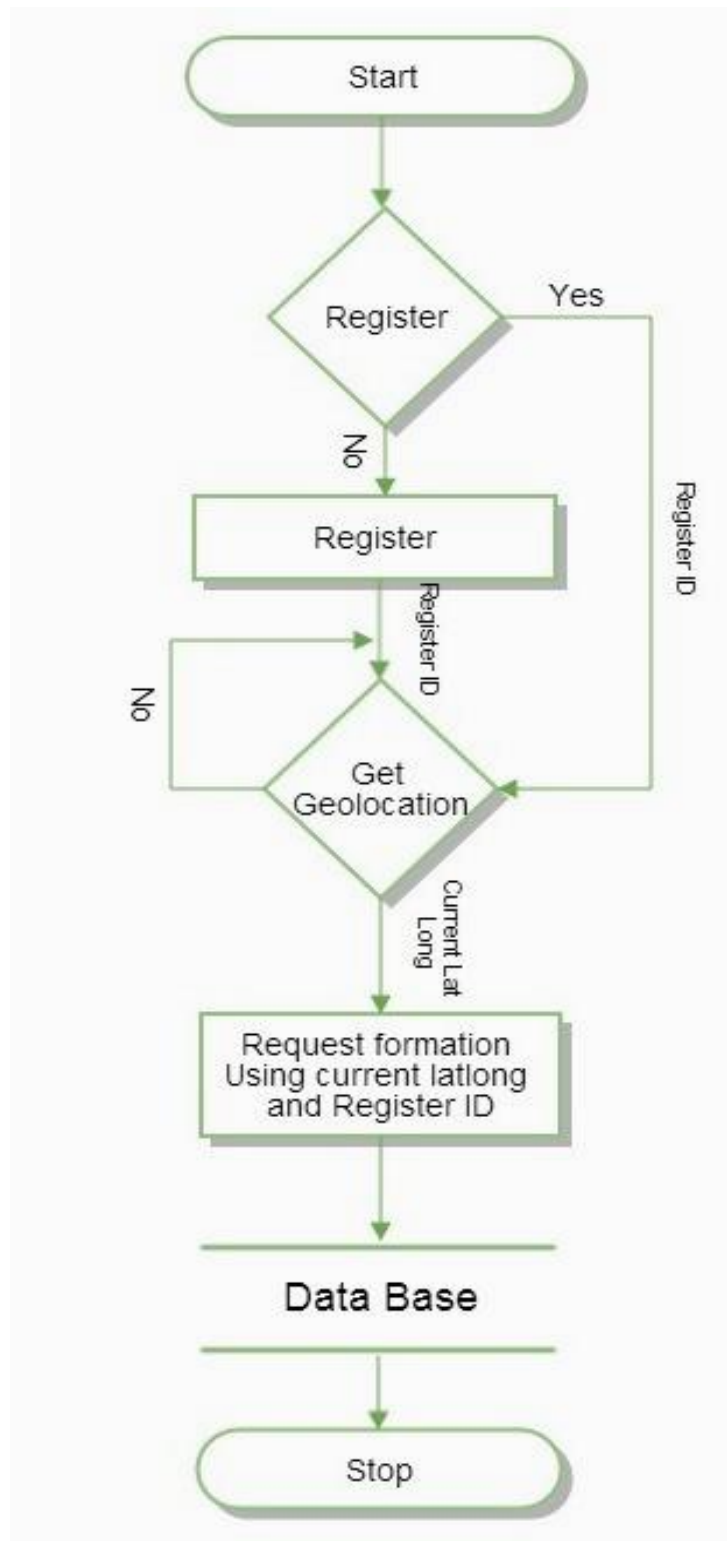 Start
Register
Yes
No
Register ID
Register
Register ID
No
Get
Geolocation
Current Lat
Long
Request formation
Using current latlong
and Register ID
Data Base
Stop